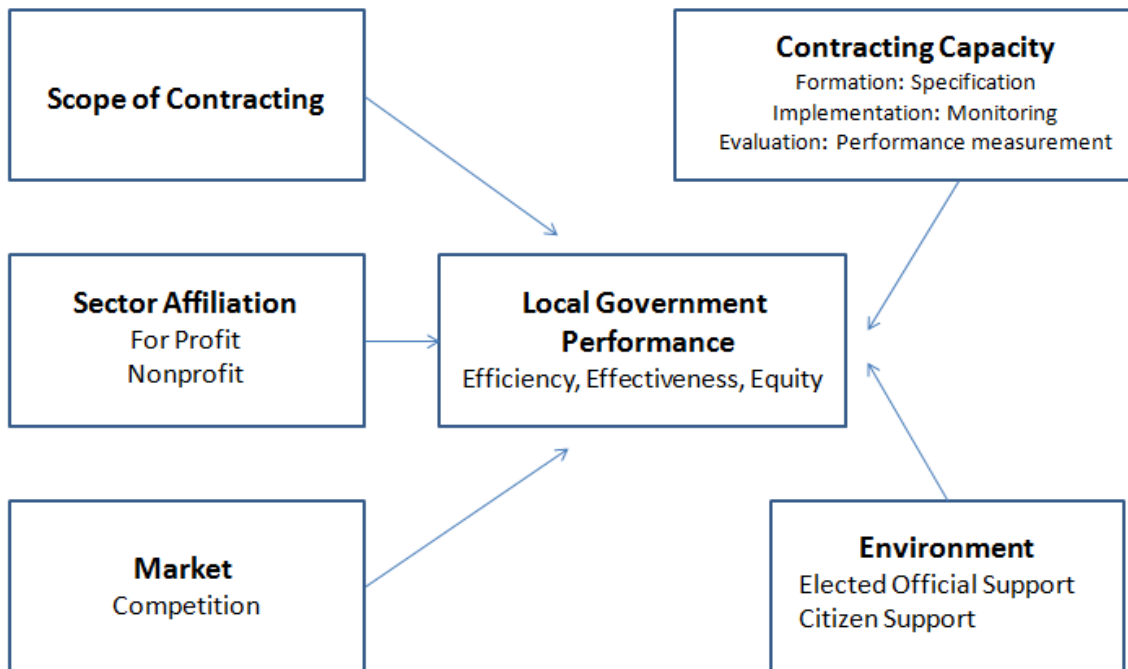 Scope of Contracting
Contracting Capacity
Formation: Specification
Implementation: Monitoring
Evaluation: Performance measurement
Sector Affiliation
For Profit
Nonprofit
Local Government
Performance
Efficiency, Effectiveness, Equity
Market
Competition
Environment
Elected Official Support
Citizen Support